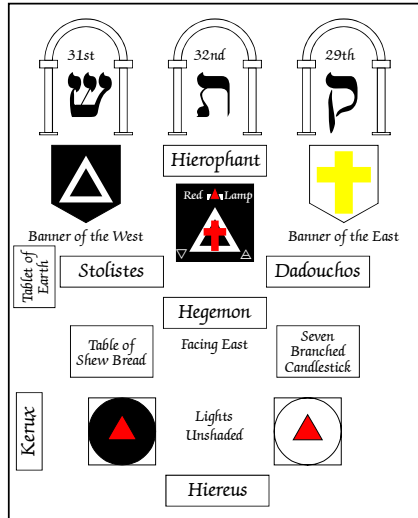 31st
32nd
29th
ש
ת
ק
Hierophant
Red Lamp
Banner of the West
Banner of the East
Tablet of
Earth
Stolistes
Dadouchos
Hegemon
Table of
Shew Bread
Facing East
Seven
Branched
Candlestick
Kerux
Lights
Unshaded
Hiereus